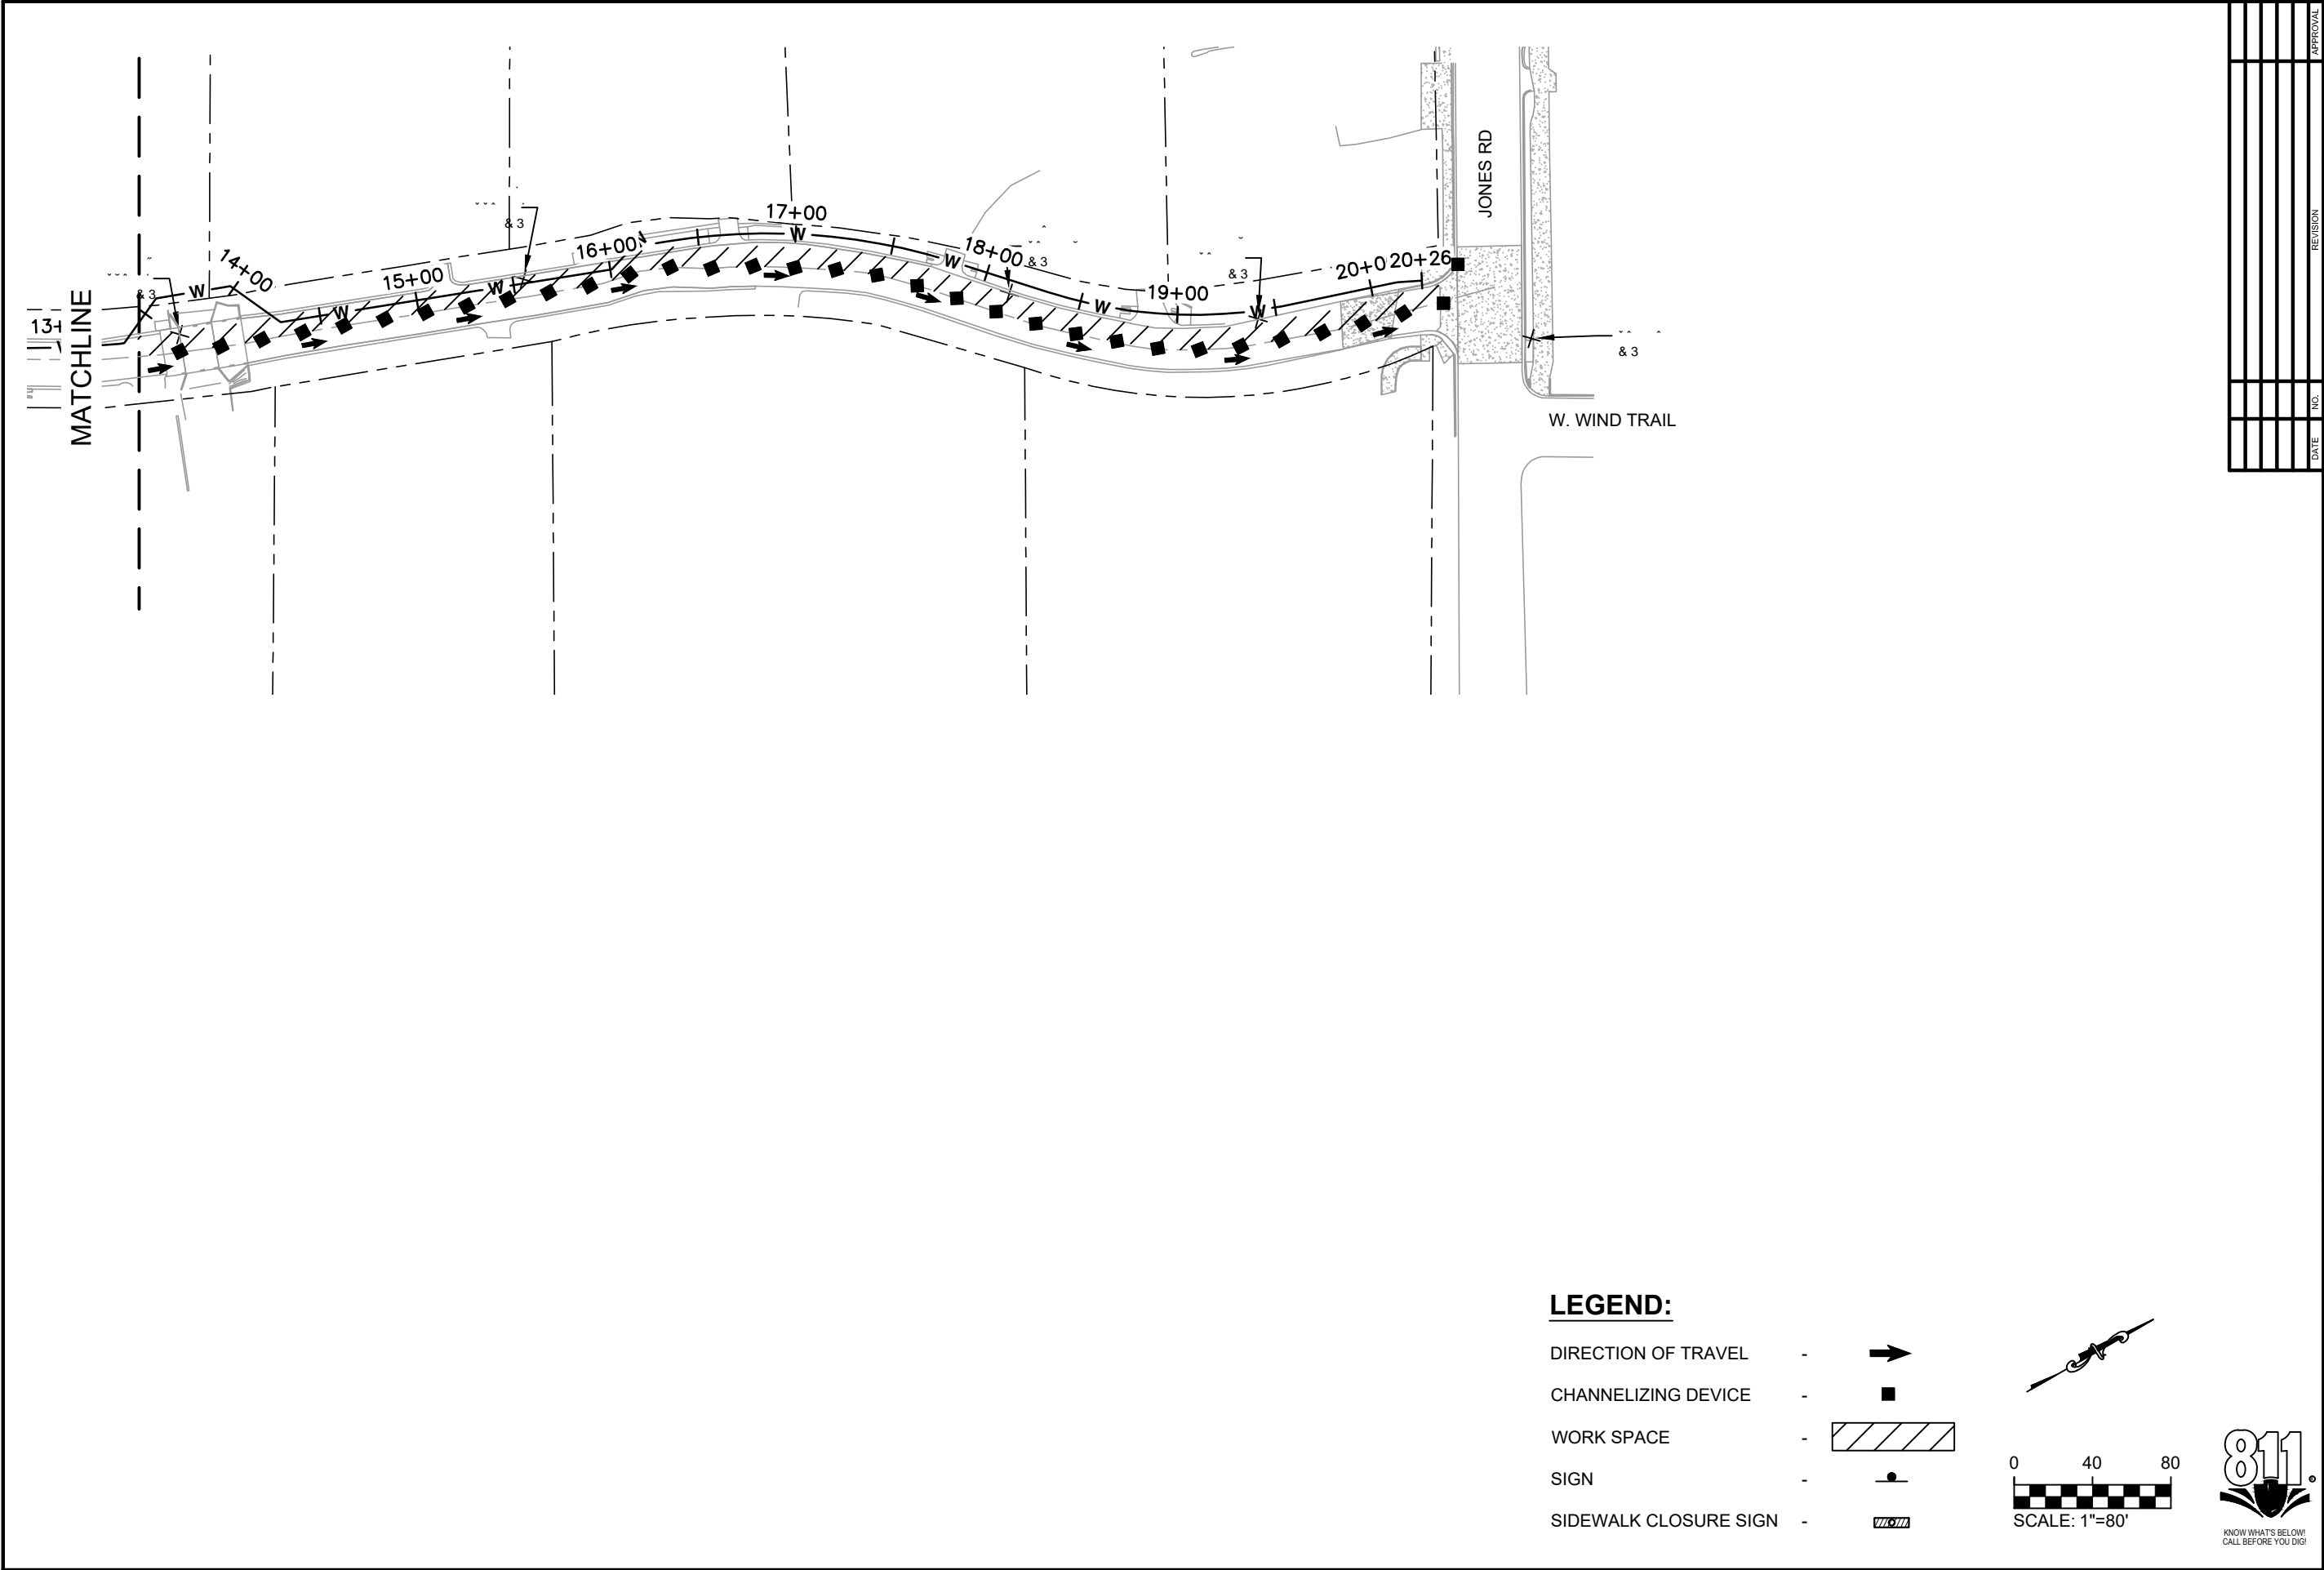 APPROVAL
REVISION
NO.
DATE
JONES RD
17+00
& 3
16+00
18+00
& 3
14+00
15+00
20+0
20+26
& 3
19+00
& 3
W
W
W
W
W
W
W
13+
MATCHLINE
& 3
W. WIND TRAIL
LEGEND:
DIRECTION OF TRAVEL -
CHANNELIZING DEVICE -
WORK SPACE -
SIGN -
SIDEWALK CLOSURE SIGN -
0 40 80
SCALE: 1"=80'
811
KNOW WHAT'S BELOW!
CALL BEFORE YOU DIG!